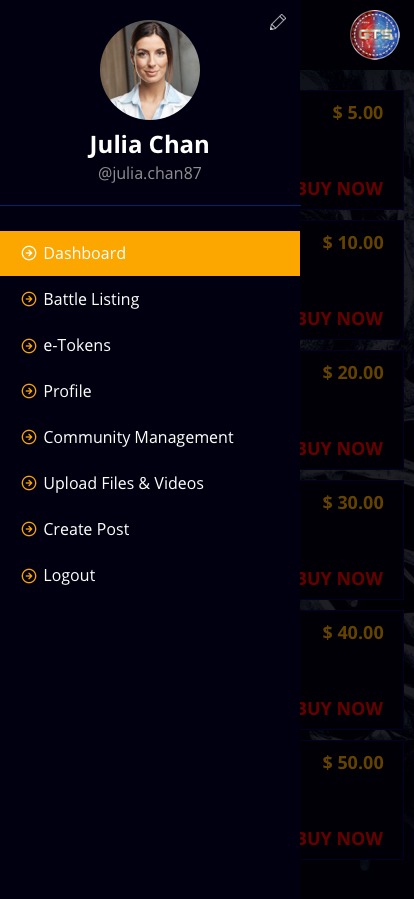 GTS
Julia Chan
@julia.chan87
Dashboard
Battle Listing
e-Tokens
Profile
Community Management
Upload Files & Videos
Create Post
Logout
$ 5.00
BUY NOW
$ 10.00
BUY NOW
$ 20.00
BUY NOW
$ 30.00
BUY NOW
$ 40.00
BUY NOW
$ 50.00
BUY NOW